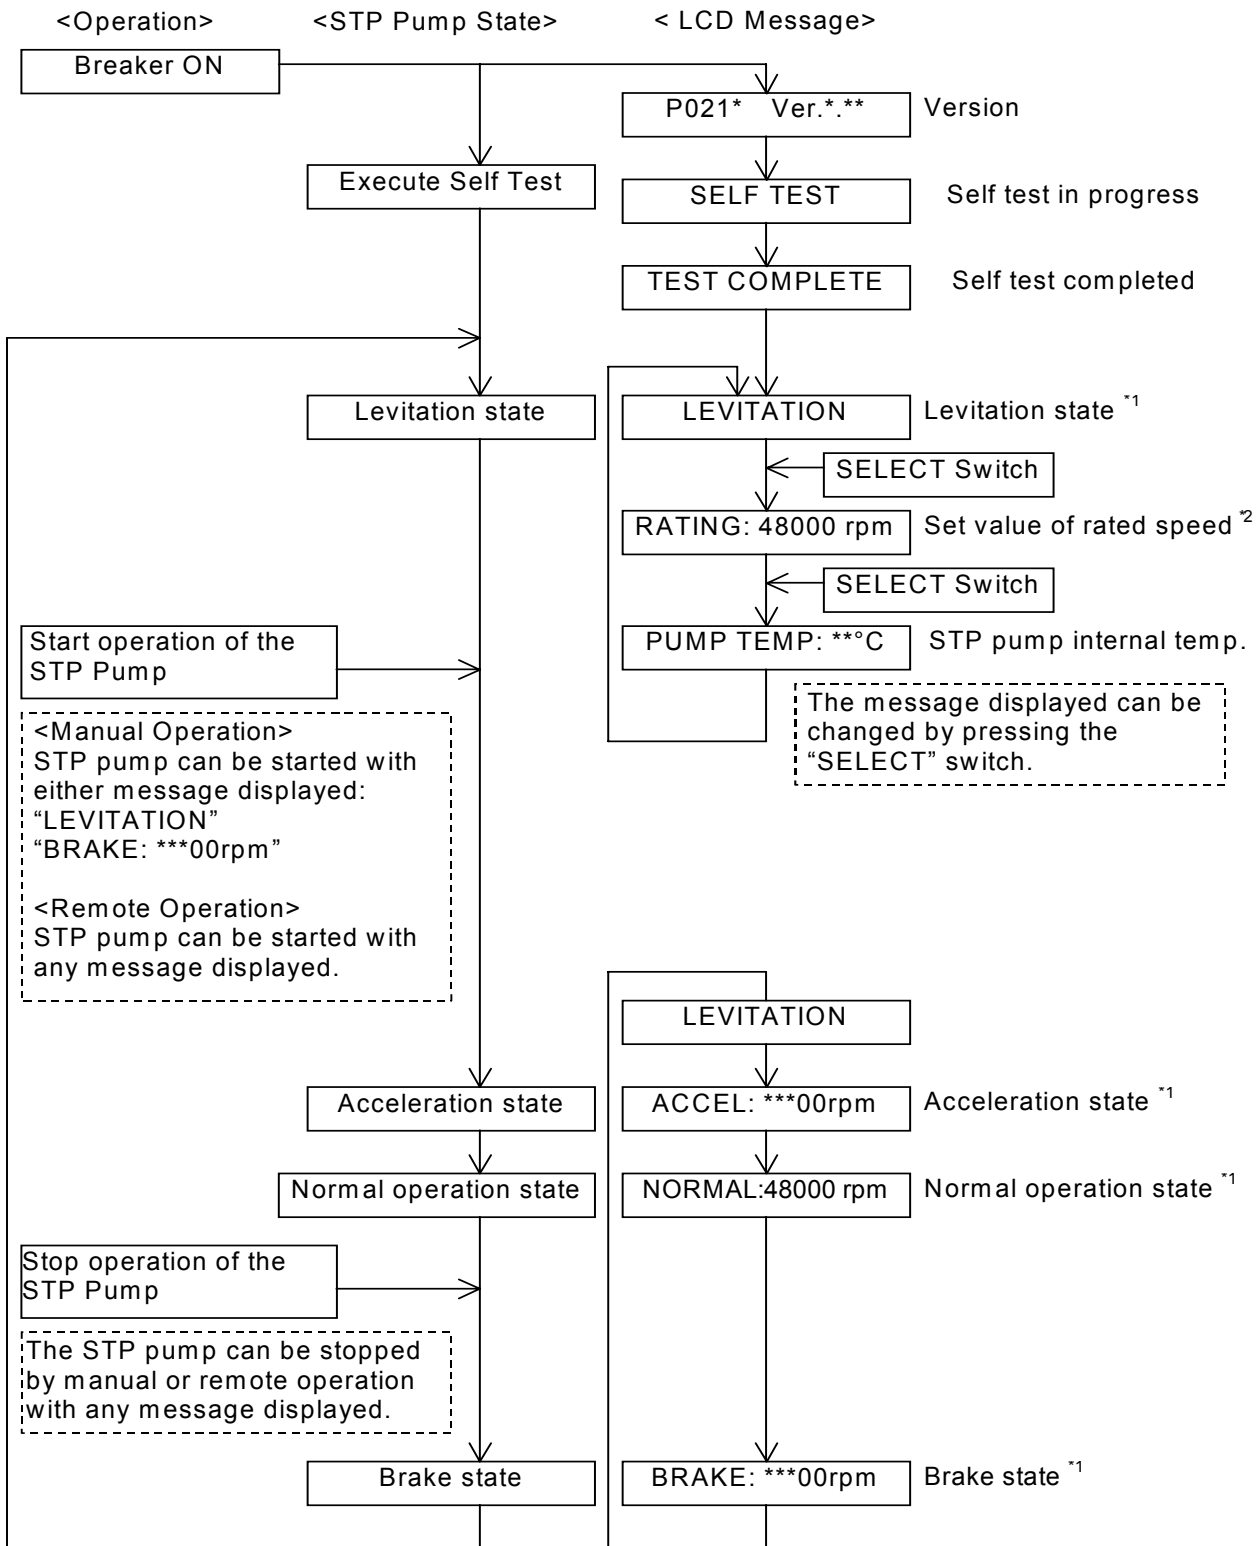 <Operation>
<STP Pump State>
< LCD Message>
Breaker ON
P021* Ver.*.**
Version
Execute Self Test
SELF TEST
Self test in progress
TEST COMPLETE
Self test completed
Levitation state
LEVITATION
Levitation state *1
SELECT Switch
RATING: 48000 rpm
Set value of rated speed *2
SELECT Switch
Start operation of the
STP Pump
PUMP TEMP: **°C
STP pump internal temp.
The message displayed can be
changed by pressing the
“SELECT” switch.
<Manual Operation>
STP pump can be started with
either message displayed:
“LEVITATION”
“BRAKE: ***00rpm”
<Remote Operation>
STP pump can be started with
any message displayed.
LEVITATION
Acceleration state
ACCEL: ***00rpm
Acceleration state *1
Normal operation state
NORMAL:48000 rpm
Normal operation state *1
Stop operation of the
STP Pump
The STP pump can be stopped
by manual or remote operation
with any message displayed.
Brake state
BRAKE: ***00rpm
Brake state *1